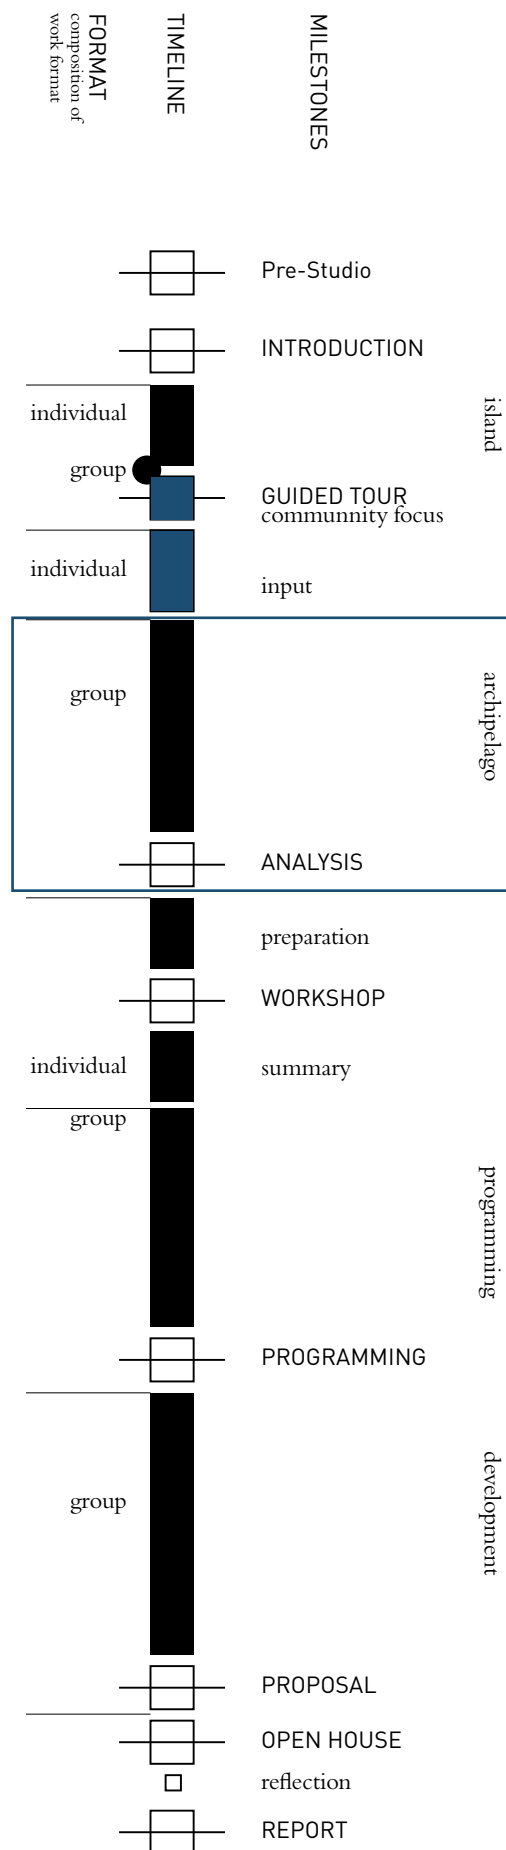 FORMAT
composition of
work format
TIMELINE
MILESTONES
Pre-Studio
INTRODUCTION
individual
island
group
GUIDED TOUR
communnity focus
individual
input
group
archipelago
ANALYSIS
preparation
WORKSHOP
individual
summary
group
programming
PROGRAMMING
development
group
PROPOSAL
OPEN HOUSE
reflection
REPORT